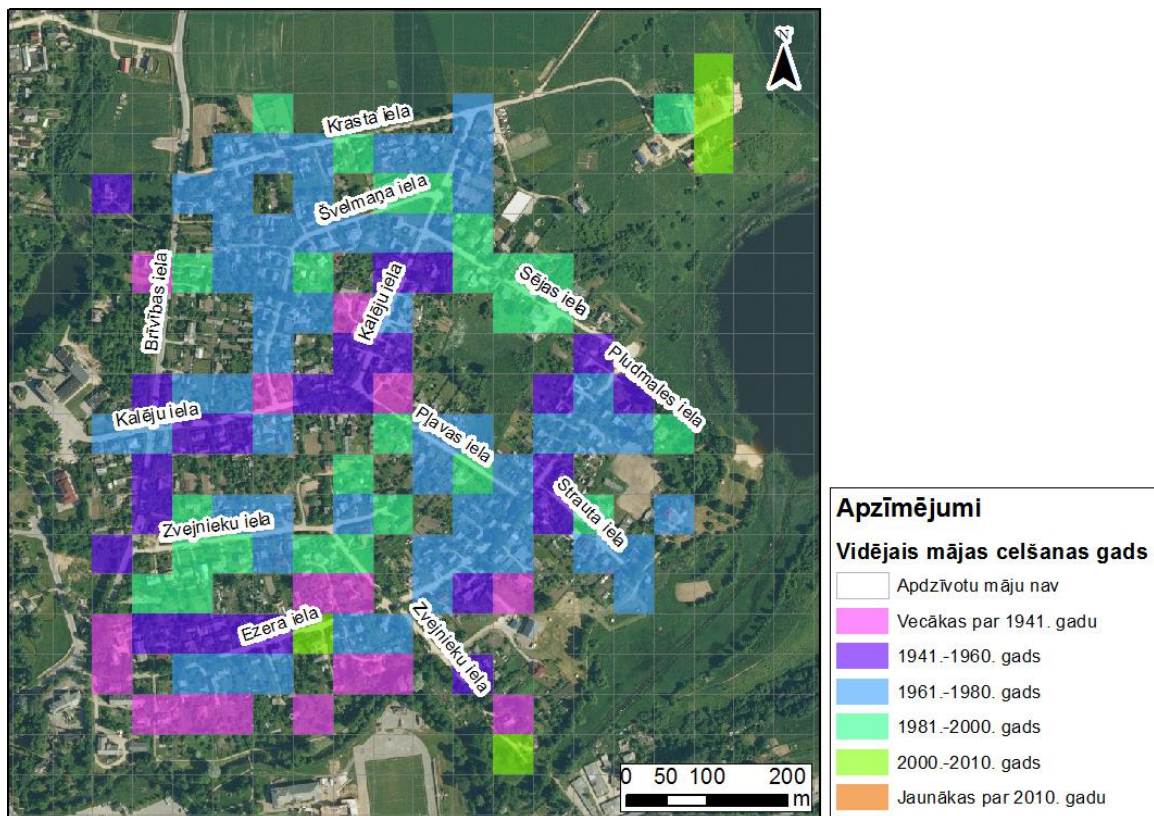 N
Krasta iela
Švelmaņa iela
Brīvības iela
Kalēju iela
Sējas iela
Pludmales iela
Kalēju iela
Pļavas iela
Strauta iela
Zvejnieku iela
Ezera iela
Zvejnieku iela
0 50 100 200
m
Apzīmējumi
Vidējais mājas celšanas gads
Apdzīvotu māju nav
Vecākas par 1941. gadu
1941.-1960. gads
1961.-1980. gads
1981.-2000. gads
2000.-2010. gads
Jaunākas par 2010. gadu